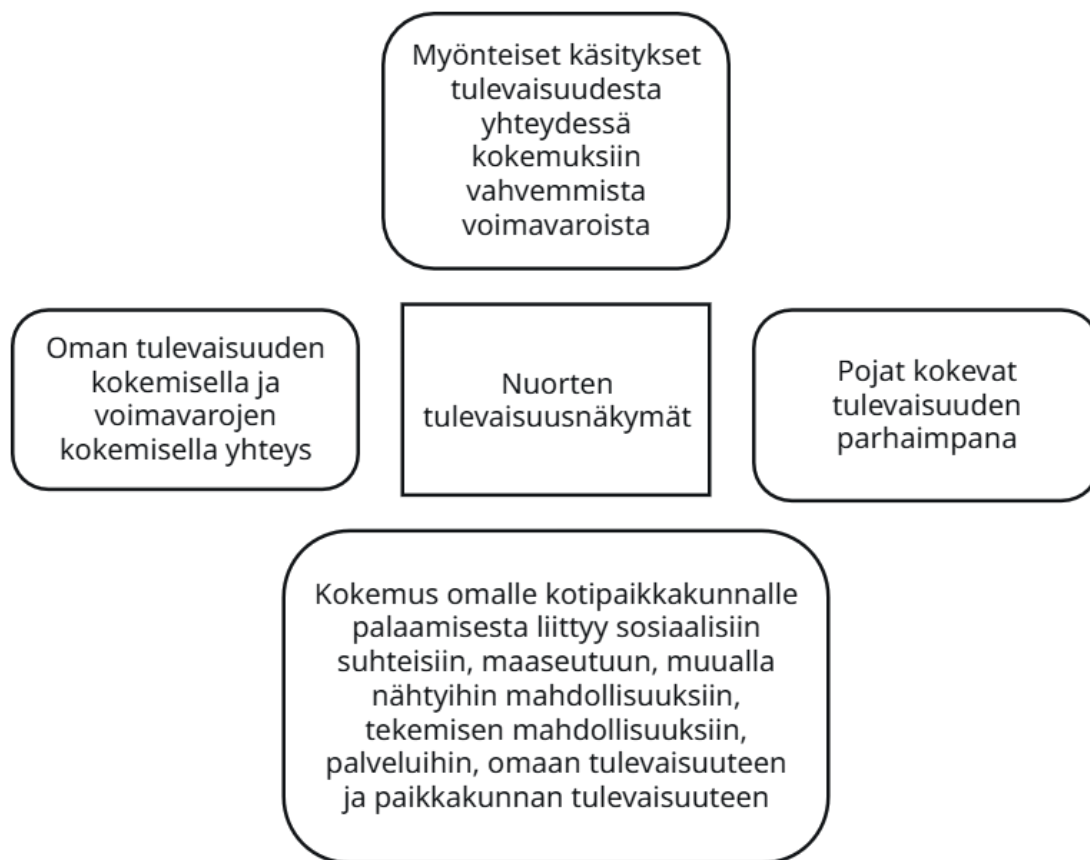 Myönteiset käsitykset
tulevaisuudesta
yhteydessä
kokemuksiin
vahvemmista
voimavaroista
Oman tulevaisuuden
kokemisella ja
voimavarojen
kokemisella yhteys
Nuorten
tulevaisuusnäkymät
Pojat kokevat
tulevaisuuden
parhaimpana
Kokemus omalle kotipaikkakunnalle
palaamisesta liittyy sosiaalisiin
suhteisiin, maaseutuun, muualla
nähtyihin mahdollisuuksiin,
tekemisen mahdollisuuksiin,
palveluihin, omaan tulevaisuuteen
ja paikkakunnan tulevaisuuteen